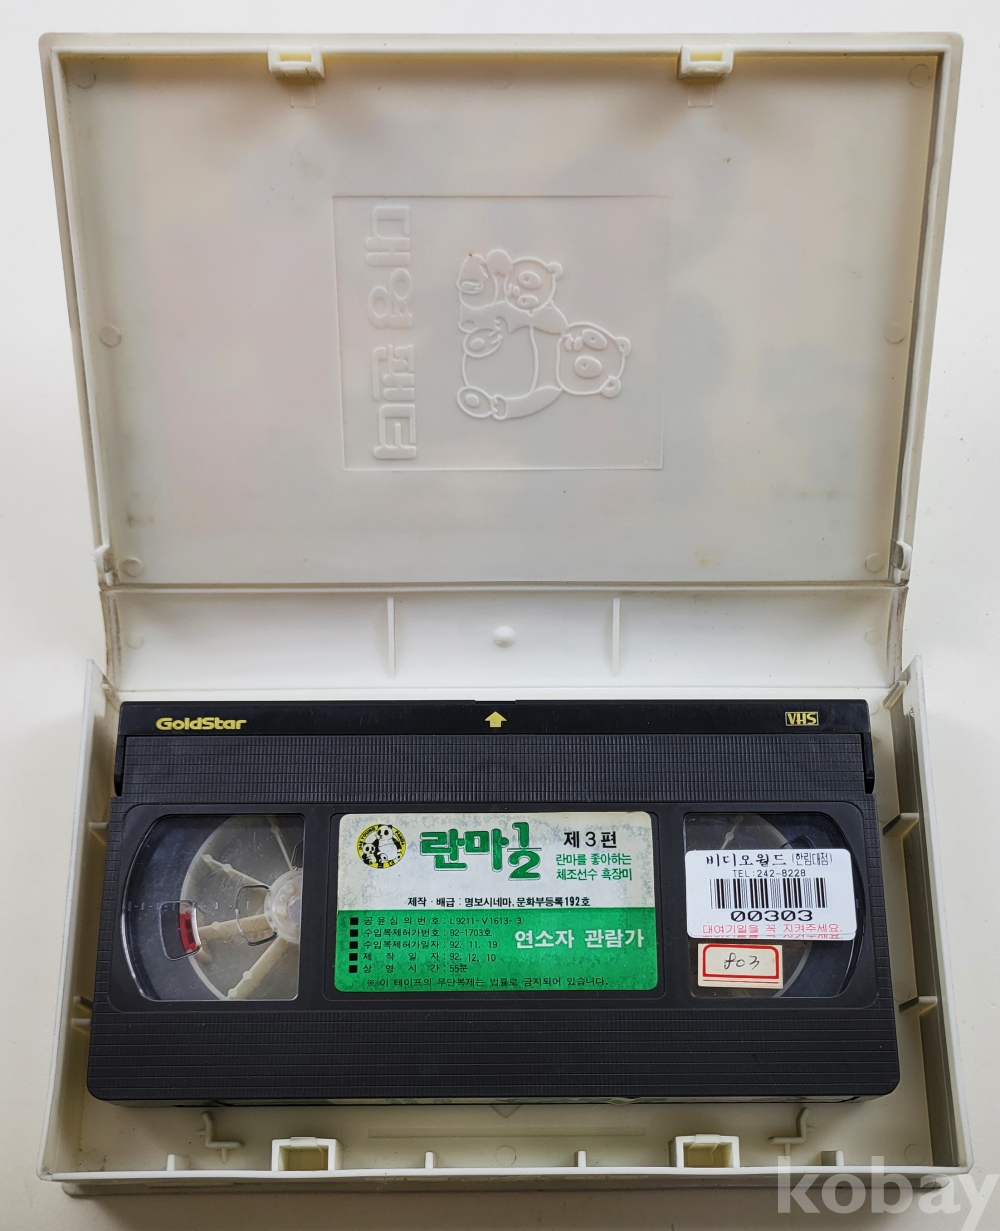 대영팬더
GoldStar
VHS
란마½
제3편
란마를 좋아하는
체조선수 흑장미
제작·배급: 명보시네마, 문화부등록192호
■ 공윤심의번호: L9211-V1613-3
■ 수입복제허가번호: 92-1703호
■ 수입복제허가일자: 92. 11. 19
■ 제작일자: 92. 12. 10
■ 상영시간: 55분
연소자 관람가
※이 테이프의 무단복제는 법률로 금지되어 있습니다.
비디오월드(한림대점)
TEL:242-8228
00303
대여기일을 꼭 지켜주세요.
803
kobay